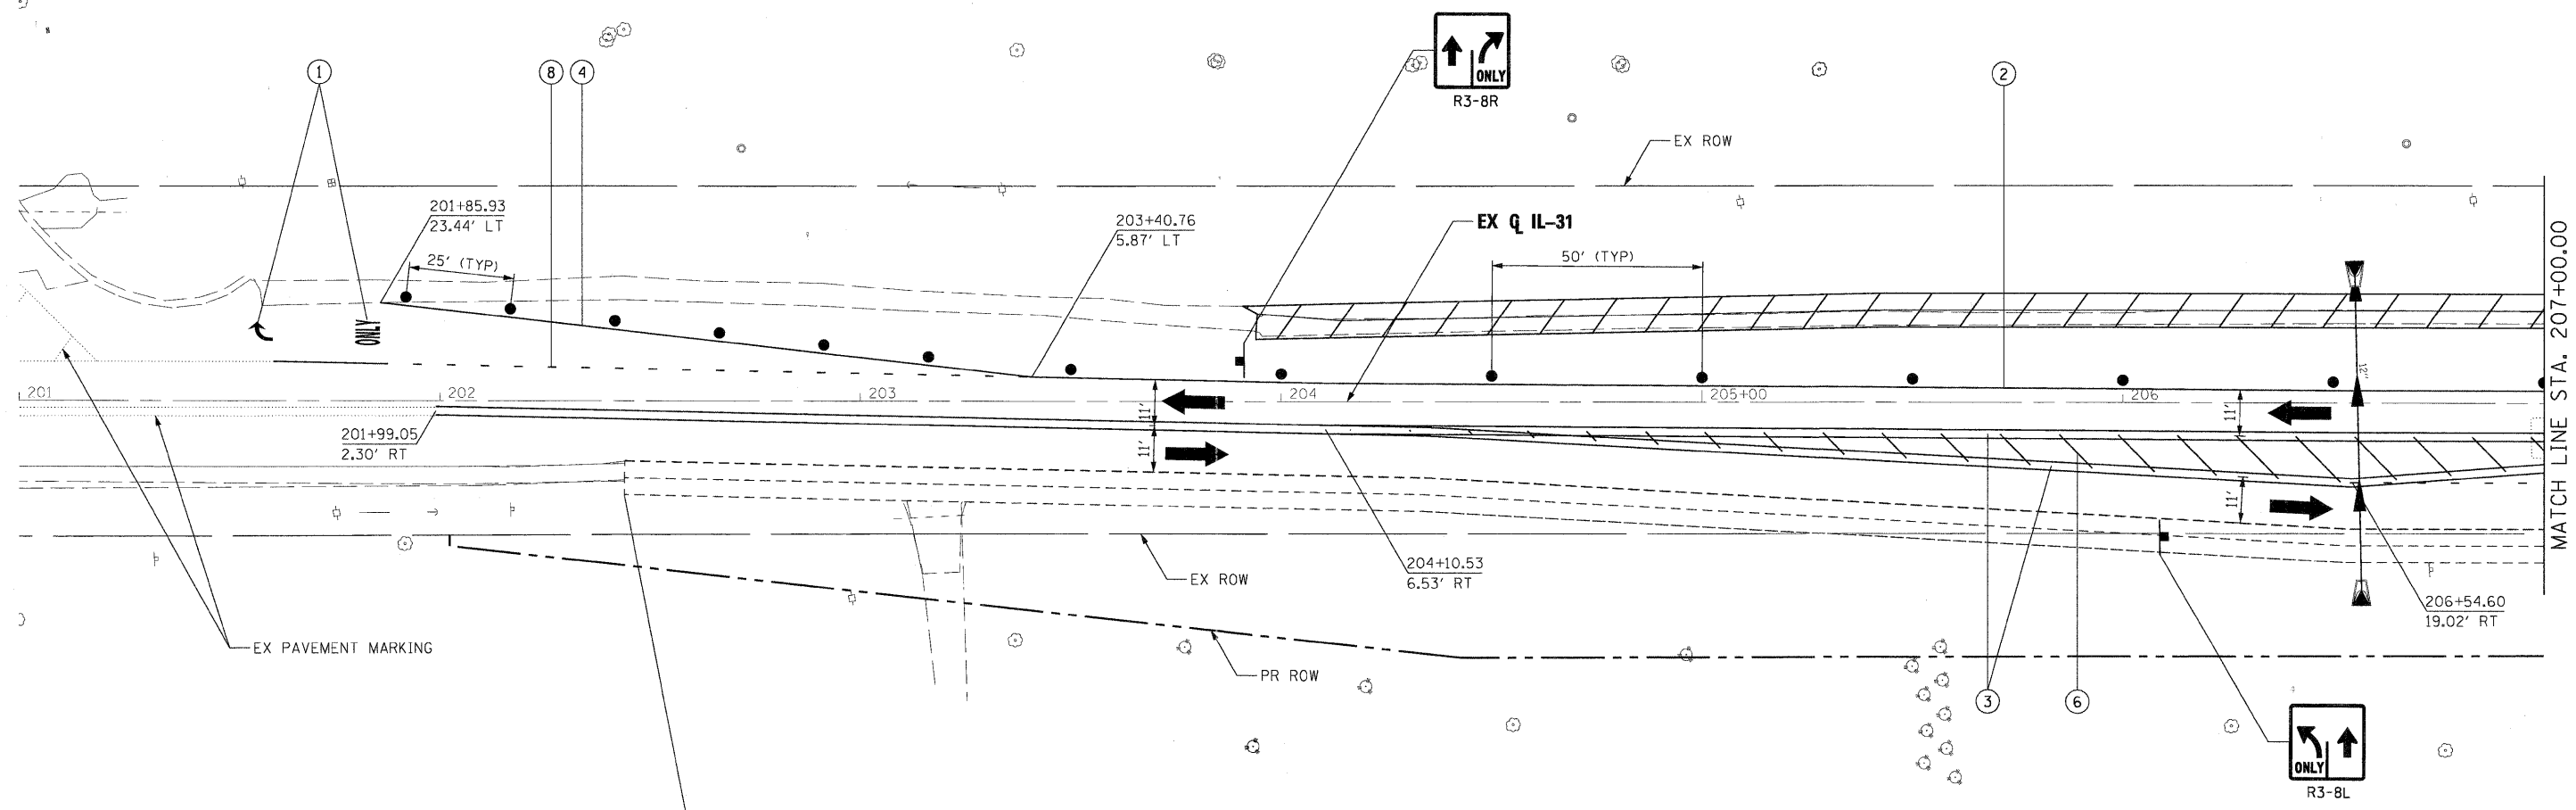 ONLY
R3-8R
1
8
4
2
EX ROW
201+85.93
23.44' LT
203+40.76
5.87' LT
EX ℄ IL-31
25' (TYP)
50' (TYP)
ONLY
12"
201
202
203
204
205+00
206
11'
11'
11'
11'
201+99.05
2.30' RT
204+10.53
6.53' RT
EX ROW
206+54.60
19.02' RT
EX PAVEMENT MARKING
PR ROW
3
6
ONLY
R3-8L
MATCH LINE STA. 207+00.00